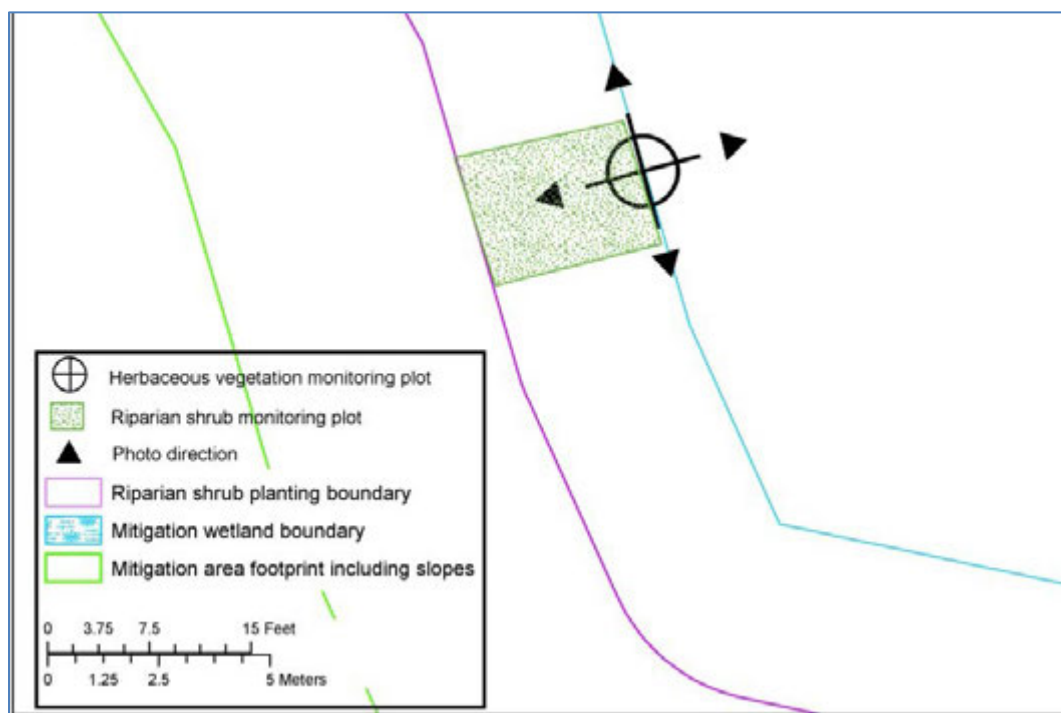 Herbaceous vegetation monitoring plot
Riparian shrub monitoring plot
Photo direction
Riparian shrub planting boundary
Mitigation wetland boundary
Mitigation area footprint including slopes
0 3.75 7.5 15 Feet
0 1.25 2.5 5 Meters